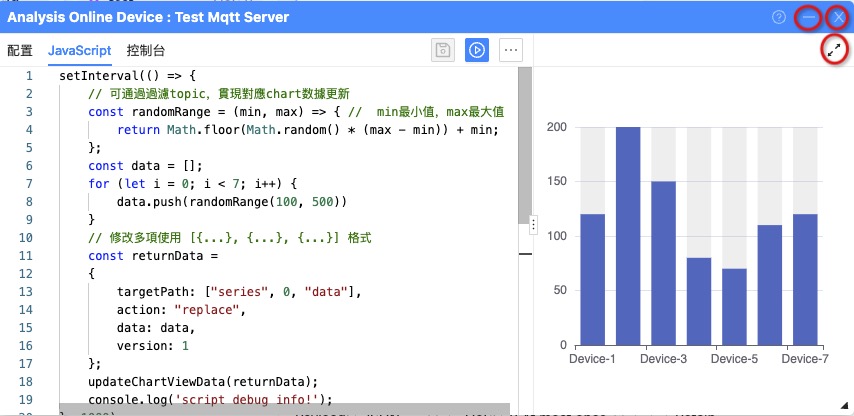 Analysis Online Device : Test Mqtt Server
?
配置 JavaScript 控制台
1 setInterval(() => {
2 // 可通過過濾topic，實現對應chart数据更新
3 const randomRange = (min, max) => { // min最小值，max最大值
4 return Math.floor(Math.random() * (max - min)) + min;
5 };
6 const data = [];
7 for (let i = 0; i < 7; i++) {
8 data.push(randomRange(100, 500))
9 }
10 // 修改多項使用 [{...}, {...}, {...}] 格式
11 const returnData =
12 {
13 targetPath: ["series", 0, "data"],
14 action: "replace",
15 data: data,
16 version: 1
17 };
18 updateChartViewData(returnData);
19 console.log('script debug info!');
200
150
100
50
0
Device-1 Device-3 Device-5 Device-7